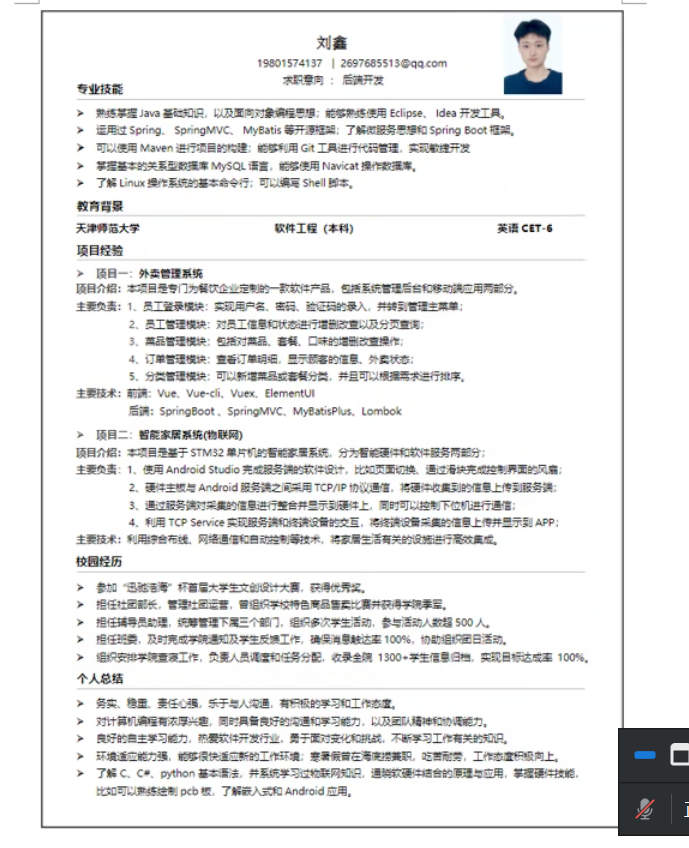 刘鑫
19801574137 | 2697685513@qq.com
求职意向 : 后端开发
专业技能
➢ 熟练掌握 Java 基础知识，以及面向对象编程思想；能够熟练使用 Eclipse、 Idea 开发工具。
➢ 运用过 Spring、 SpringMVC、 MyBatis 等开源框架；了解微服务思想和 Spring Boot 框架。
➢ 可以使用 Maven 进行项目的构建；能够利用 Git 工具进行代码管理，实现敏捷开发
➢ 掌握基本的关系型数据库 MySQL 语言，能够使用 Navicat 操作数据库。
➢ 了解 Linux 操作系统的基本命令行；可以编写 Shell 脚本。
教育背景
天津师范大学 软件工程（本科） 英语 CET-6
项目经验
➢ 项目一：外卖管理系统
项目介绍：本项目是专门为餐饮企业定制的一款软件产品，包括系统管理后台和移动端应用两部分。
主要负责：1、员工登录模块：实现用户名、密码、验证码的录入，并转到管理主菜单；
2、员工管理模块：对员工信息和状态进行增删改查以及分页查询；
3、菜品管理模块：包括对菜品、套餐、口味的增删改查操作；
4、订单管理模块：查看订单明细，显示顾客的信息、外卖状态；
5、分类管理模块：可以新增菜品或套餐分类，并且可以根据需求进行排序。
主要技术：前端：Vue、Vue-cli、Vuex、ElementUI
后端：SpringBoot 、SpringMVC、MyBatisPlus、Lombok
➢ 项目二：智能家居系统(物联网)
项目介绍：本项目是基于 STM32 单片机的智能家居系统，分为智能硬件和软件服务两部分；
主要负责：1、使用 Android Studio 完成服务端的软件设计，比如页面切换、通过滑块完成控制界面的风扇；
2、硬件主板与 Android 服务端之间采用 TCP/IP 协议通信，将硬件收集到的信息上传到服务端；
3、通过服务端对采集的信息进行整合并显示到硬件上，同时可以控制下位机进行通信；
4、利用 TCP Service 实现服务端和终端设备的交互，将终端设备采集的信息上传并显示到 APP；
主要技术：利用综合布线、网络通信和自动控制等技术，将家居生活有关的设施进行高效集成。
校园经历
➢ 参加“迅驰浩海”杯首届大学生文创设计大赛，获得优秀奖。
➢ 担任社团部长，管理社团运营，曾组织学校特色商品售卖比赛并获得学院季军。
➢ 担任辅导员助理，统筹管理下属三个部门，组织多次学生活动，参与活动人数超 500 人。
➢ 担任班委，及时完成学院通知及学生反馈工作，确保消息触达率 100%，协助组织团日活动。
➢ 组织安排学院查寝工作，负责人员调度和任务分配，收录全院 1300+学生信息归档，实现目标达成率 100%。
个人总结
➢ 务实、稳重、责任心强，乐于与人沟通，有积极的学习和工作态度。
➢ 对计算机编程有浓厚兴趣，同时具备良好的沟通和学习能力，以及团队精神和协调能力。
➢ 良好的自主学习能力，热爱软件开发行业，勇于面对变化和挑战，不断学习工作有关的知识。
➢ 环境适应能力强，能够很快适应新的工作环境；寒暑假曾在海底捞兼职，吃苦耐劳，工作态度积极向上。
➢ 了解 C、C#、python 基本语法，并系统学习过物联网知识，通晓软硬件结合的原理与应用，掌握硬件技能，
比如可以熟练绘制 pcb 板，了解嵌入式和 Android 应用。